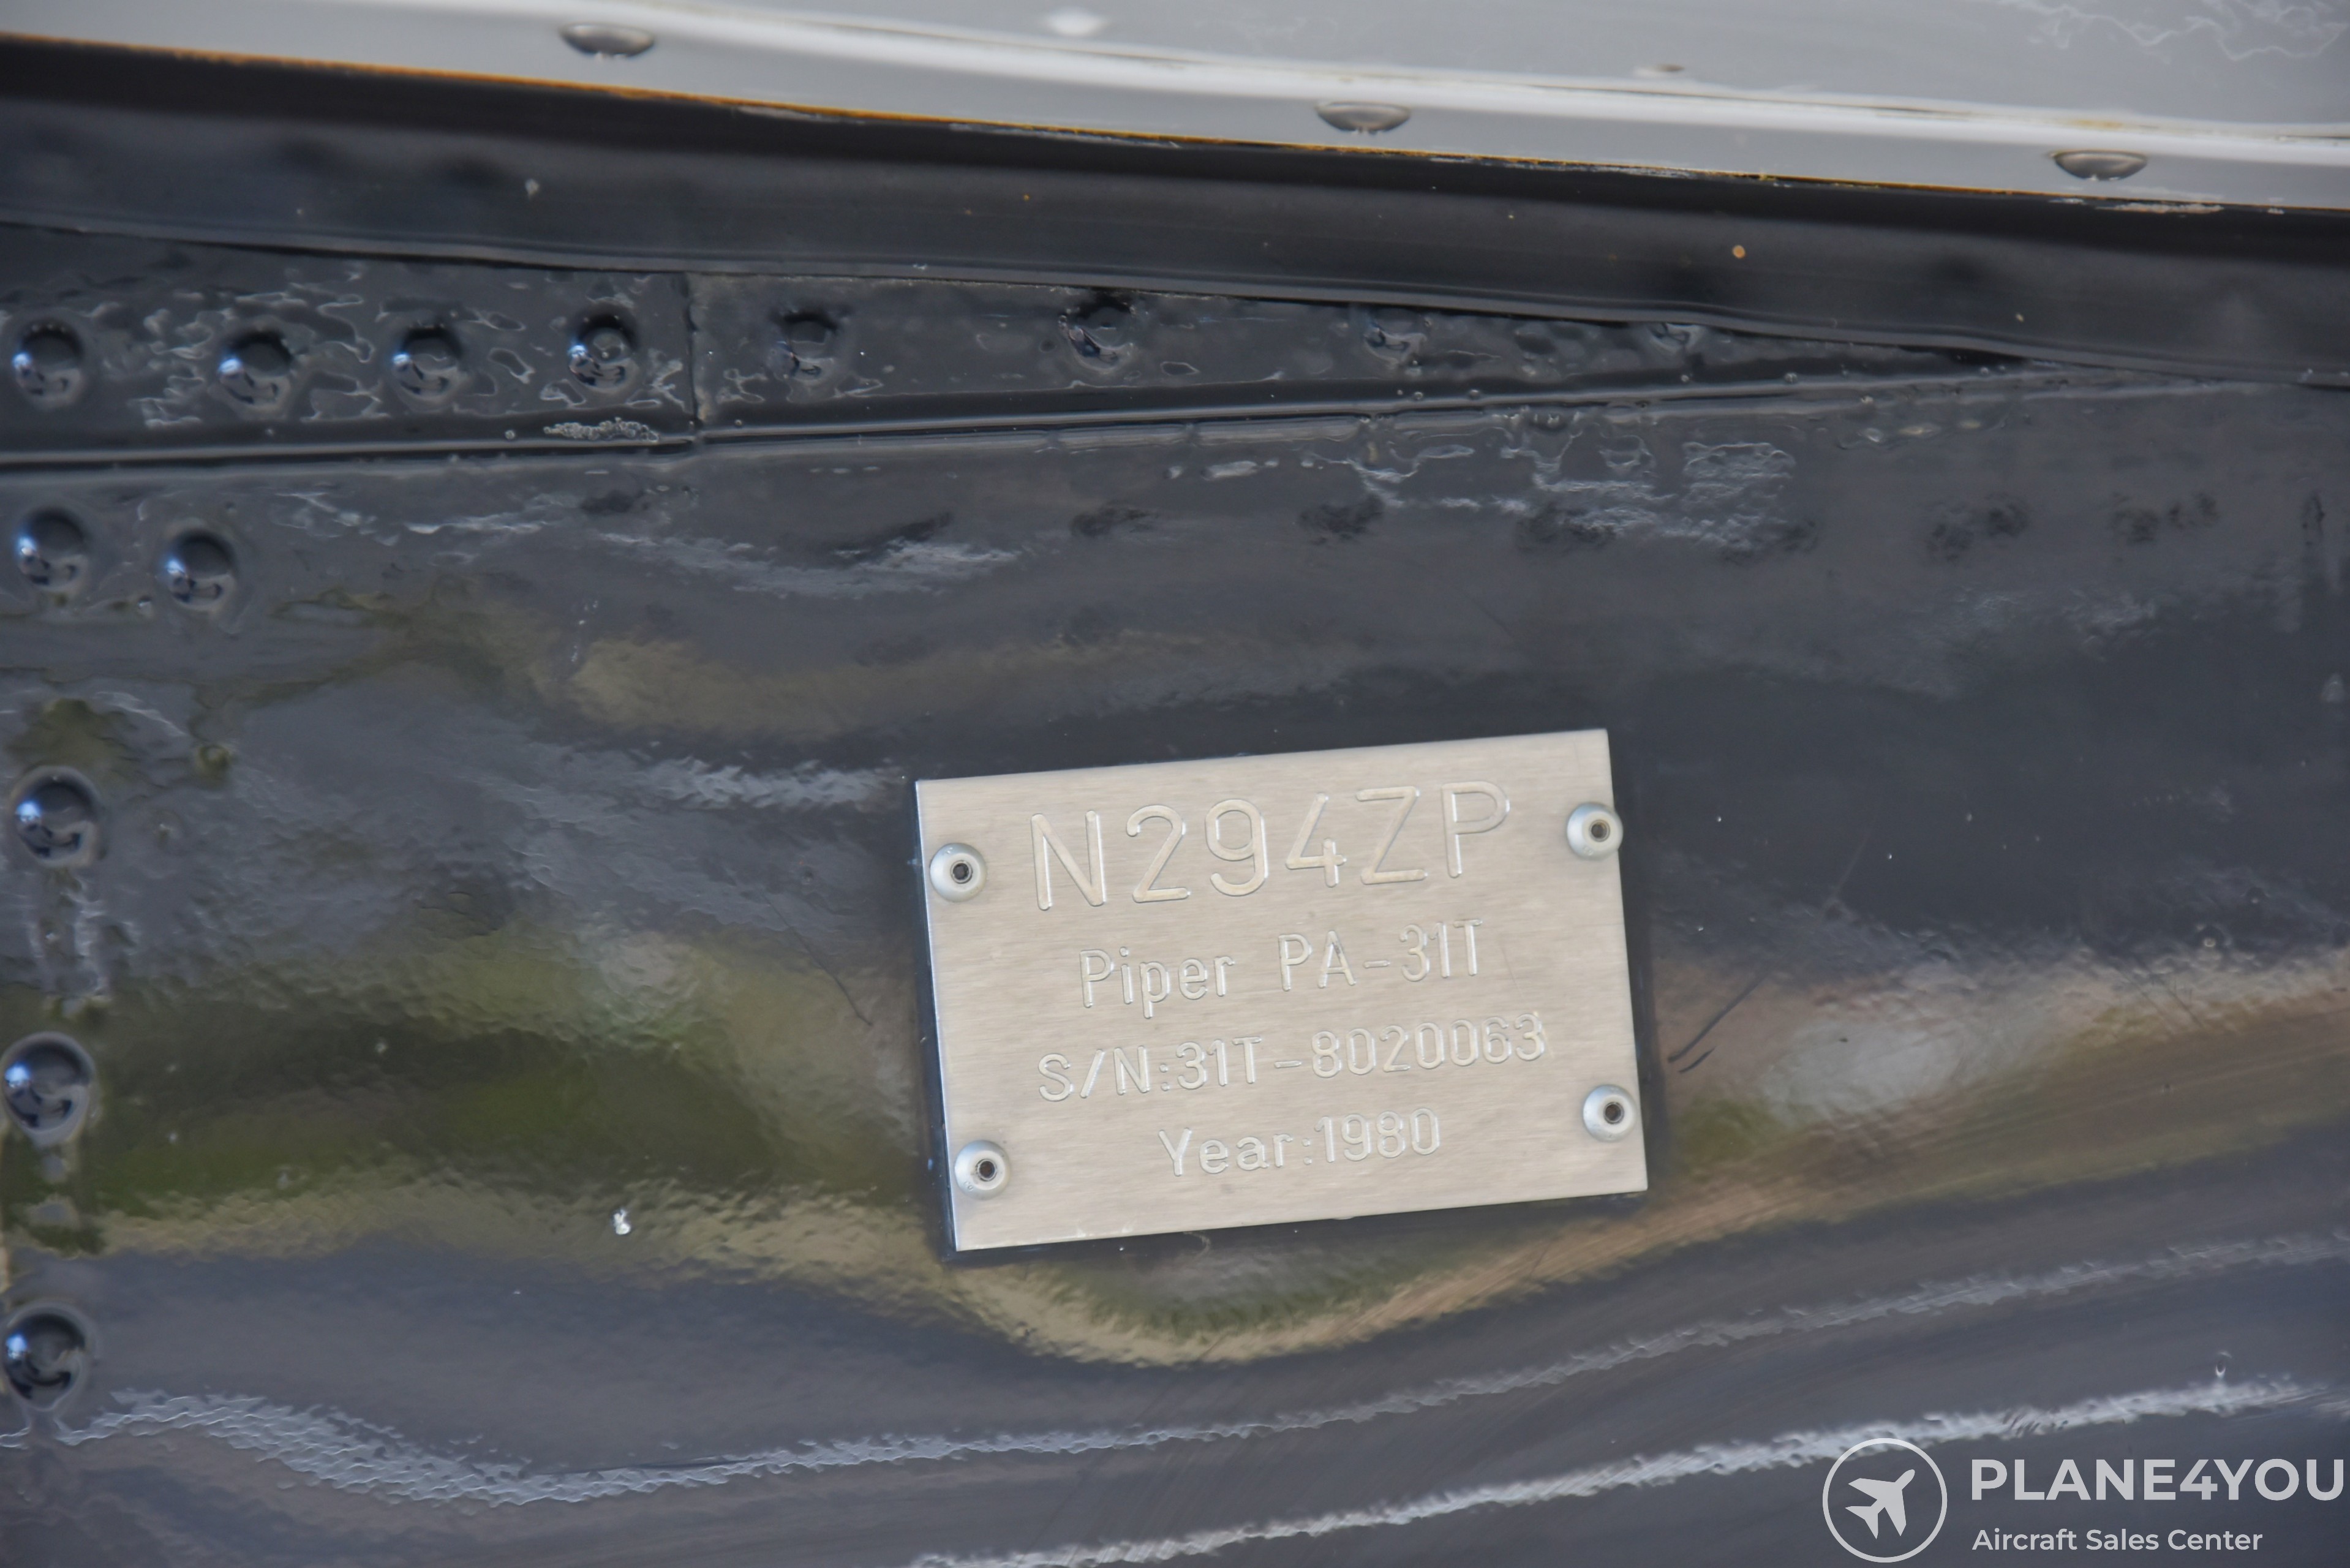 N294ZP
Piper PA-31T
S/N:31T-8020063
Year:1980
PLANE4YOU
Aircraft Sales Center